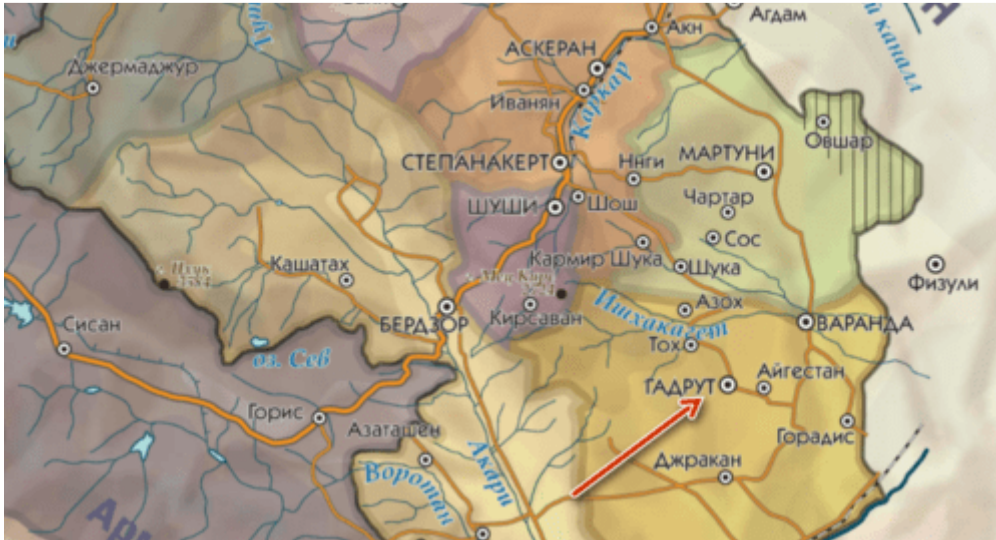 Агдам
Акн
АСКЕРАН
Джермаджур
Иванян
Каркар
Овшар
СТЕПАНАКЕРТ
Ннги
МАРТУНИ
Чартар
ШУШИ
Шош
Сос
Кармир Шука
Шука
Физули
Кашатах
Азох
Ишхакагет
БЕРДЗОР
Кирсаван
ВАРАНДА
Сисан
оз. Сев
Тох
ГАДРУТ
Айгестан
Горис
Азаташен
Горадис
Джракан
Воротан
Акари